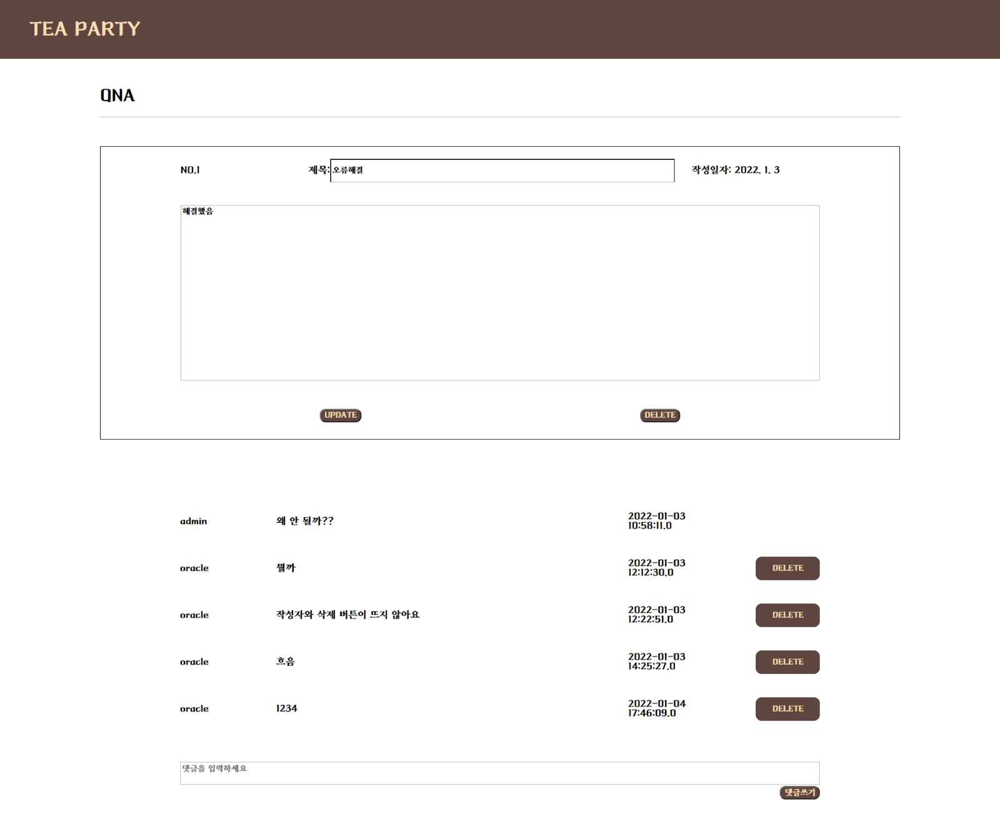 TEA PARTY
QNA
NO.1 제목: 오류해결 작성일자: 2022. 1. 3
해결했음
UPDATE DELETE
admin 왜 안 될까?? 2022-01-03
10:58:11.0
oracle 뭘까 2022-01-03
12:12:30.0 DELETE
oracle 작성자와 삭제 버튼이 뜨지 않아요 2022-01-03
12:22:51.0 DELETE
oracle 흐음 2022-01-03
14:25:27.0 DELETE
oracle 1234 2022-01-04
17:46:09.0 DELETE
댓글을 입력하세요
댓글쓰기